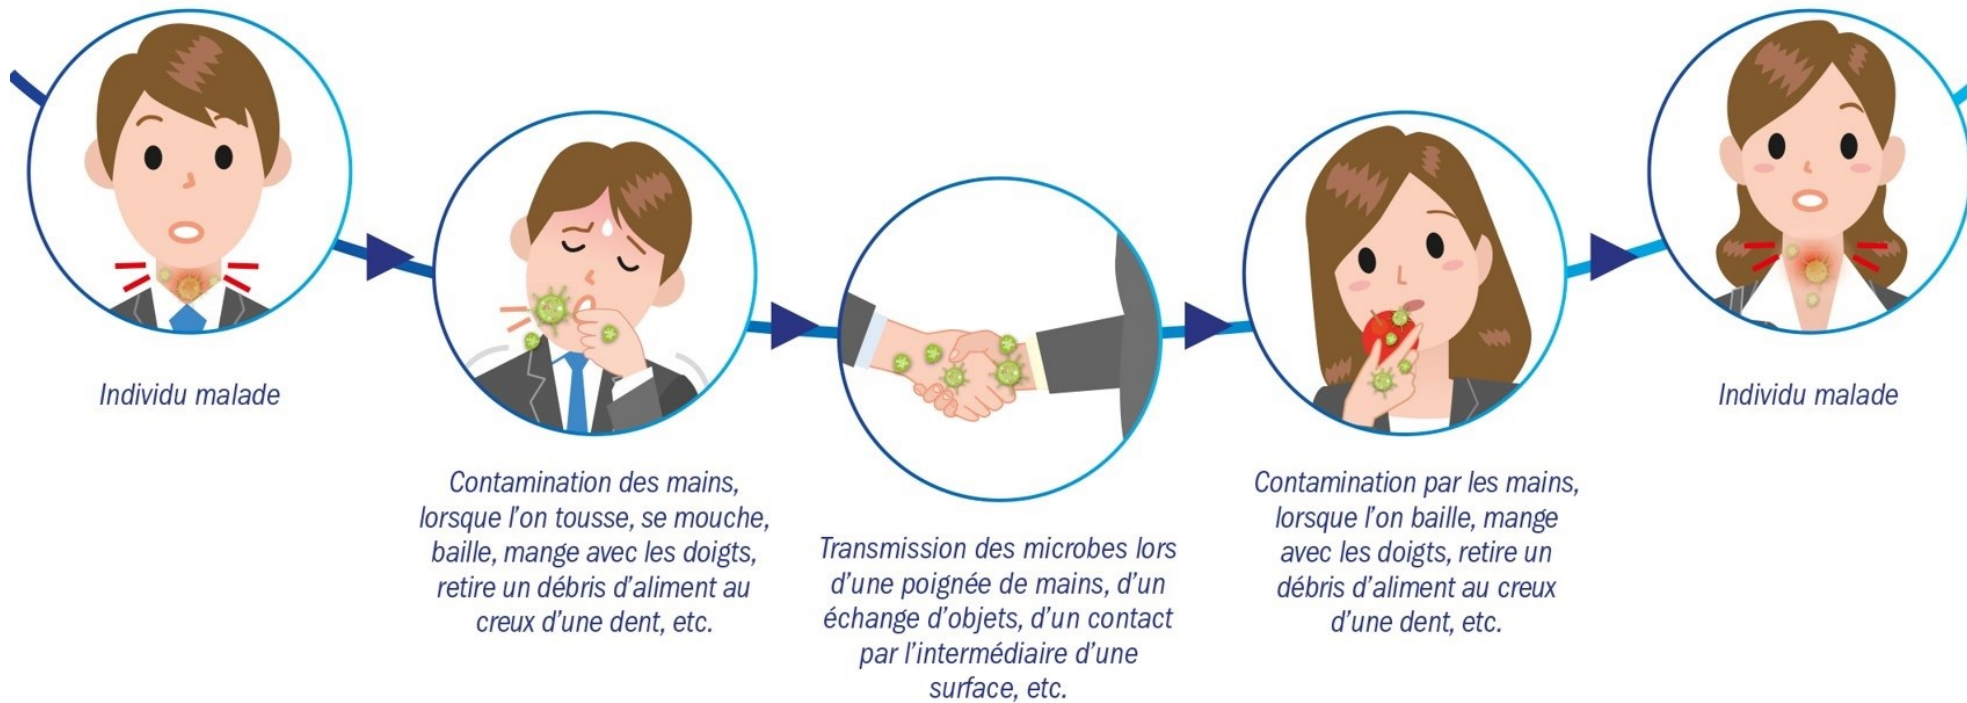 Individu malade
Contamination des mains,
lorsque l'on tousse, se mouche,
baille, mange avec les doigts,
retire un débris d'aliment au
creux d'une dent, etc.
Transmission des microbes lors
d'une poignée de mains, d'un
échange d'objets, d'un contact
par l'intermédiaire d'une
surface, etc.
Contamination par les mains,
lorsque l'on baille, mange
avec les doigts, retire un
débris d'aliment au creux
d'une dent, etc.
Individu malade